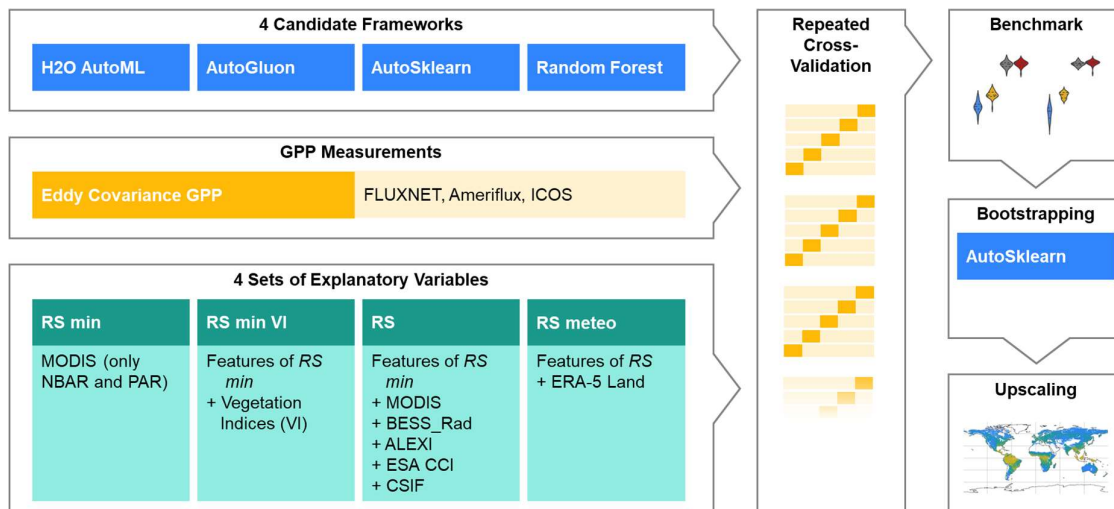 4 Candidate Frameworks
H2O AutoML
AutoGluon
AutoSklearn
Random Forest
GPP Measurements
Eddy Covariance GPP
FLUXNET, Ameriflux, ICOS
4 Sets of Explanatory Variables
RS min
MODIS (only
NBAR and PAR)
RS min VI
Features of RS
min
+ Vegetation
Indices (VI)
RS
Features of RS
min
+ MODIS
+ BESS_Rad
+ ALEXI
+ ESA CCI
+ CSIF
RS meteo
Features of RS
+ ERA-5 Land
Repeated
Cross-
Validation
Benchmark
Bootstrapping
AutoSklearn
Upscaling